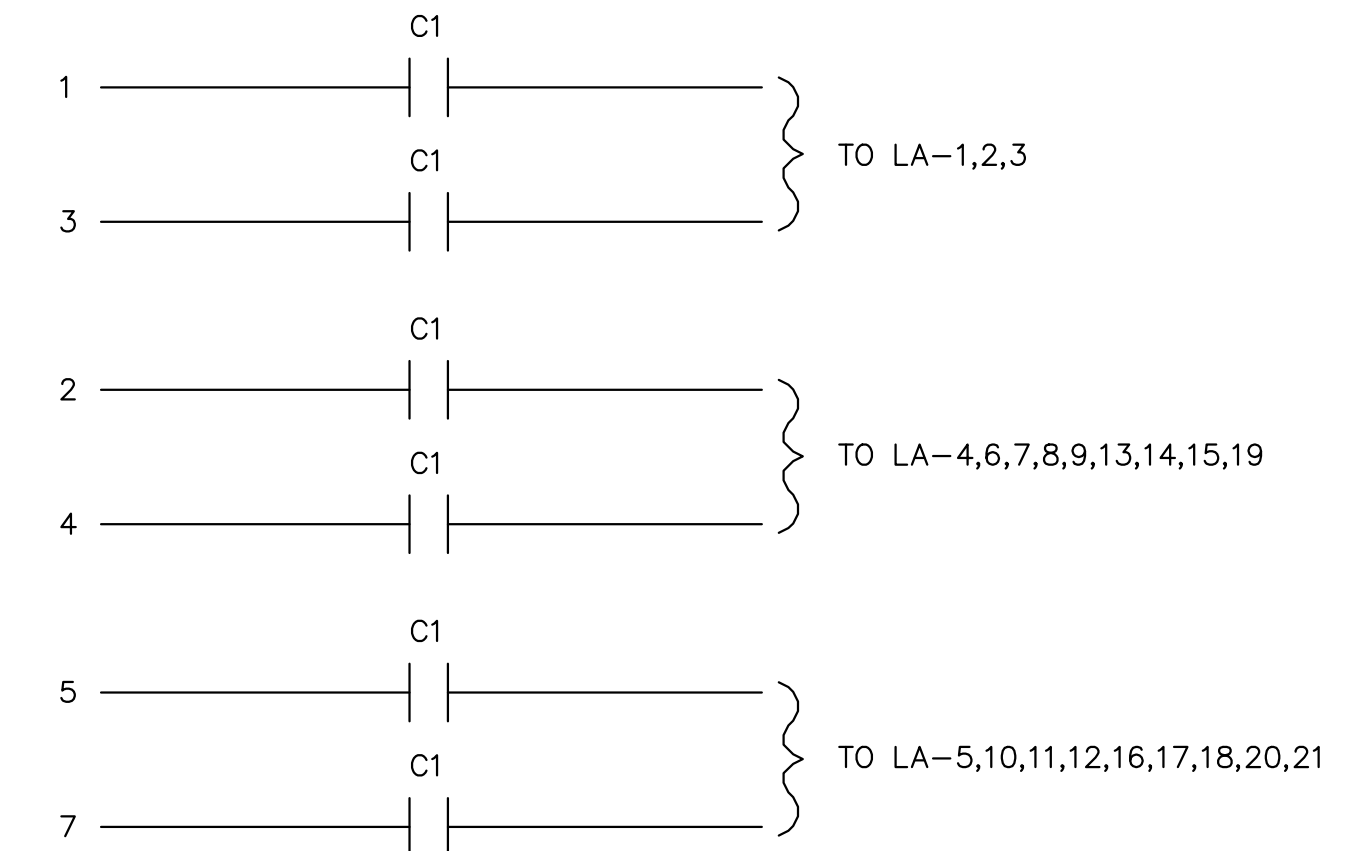 C1
1
TO LA-1,2,3
C1
3
C1
2
TO LA-4,6,7,8,9,13,14,15,19
C1
4
C1
5
TO LA-5,10,11,12,16,17,18,20,21
C1
7